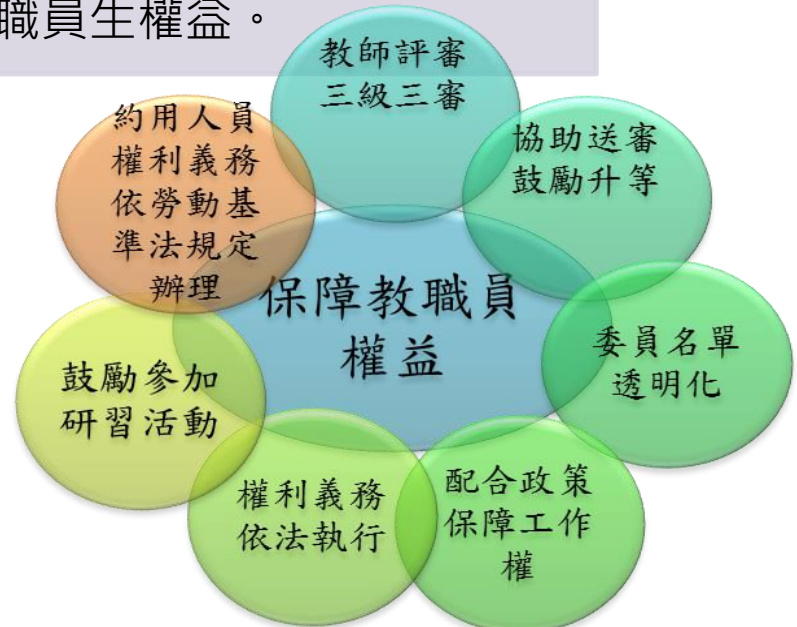 職員生權益。
教師評審
三級三審
協助送審
鼓勵升等
委員名單
透明化
配合政策
保障工作
權
權利義務
依法執行
鼓勵參加
研習活動
約用人員
權利義務
依勞動基
準法規定
辦理
保障教職員
權益